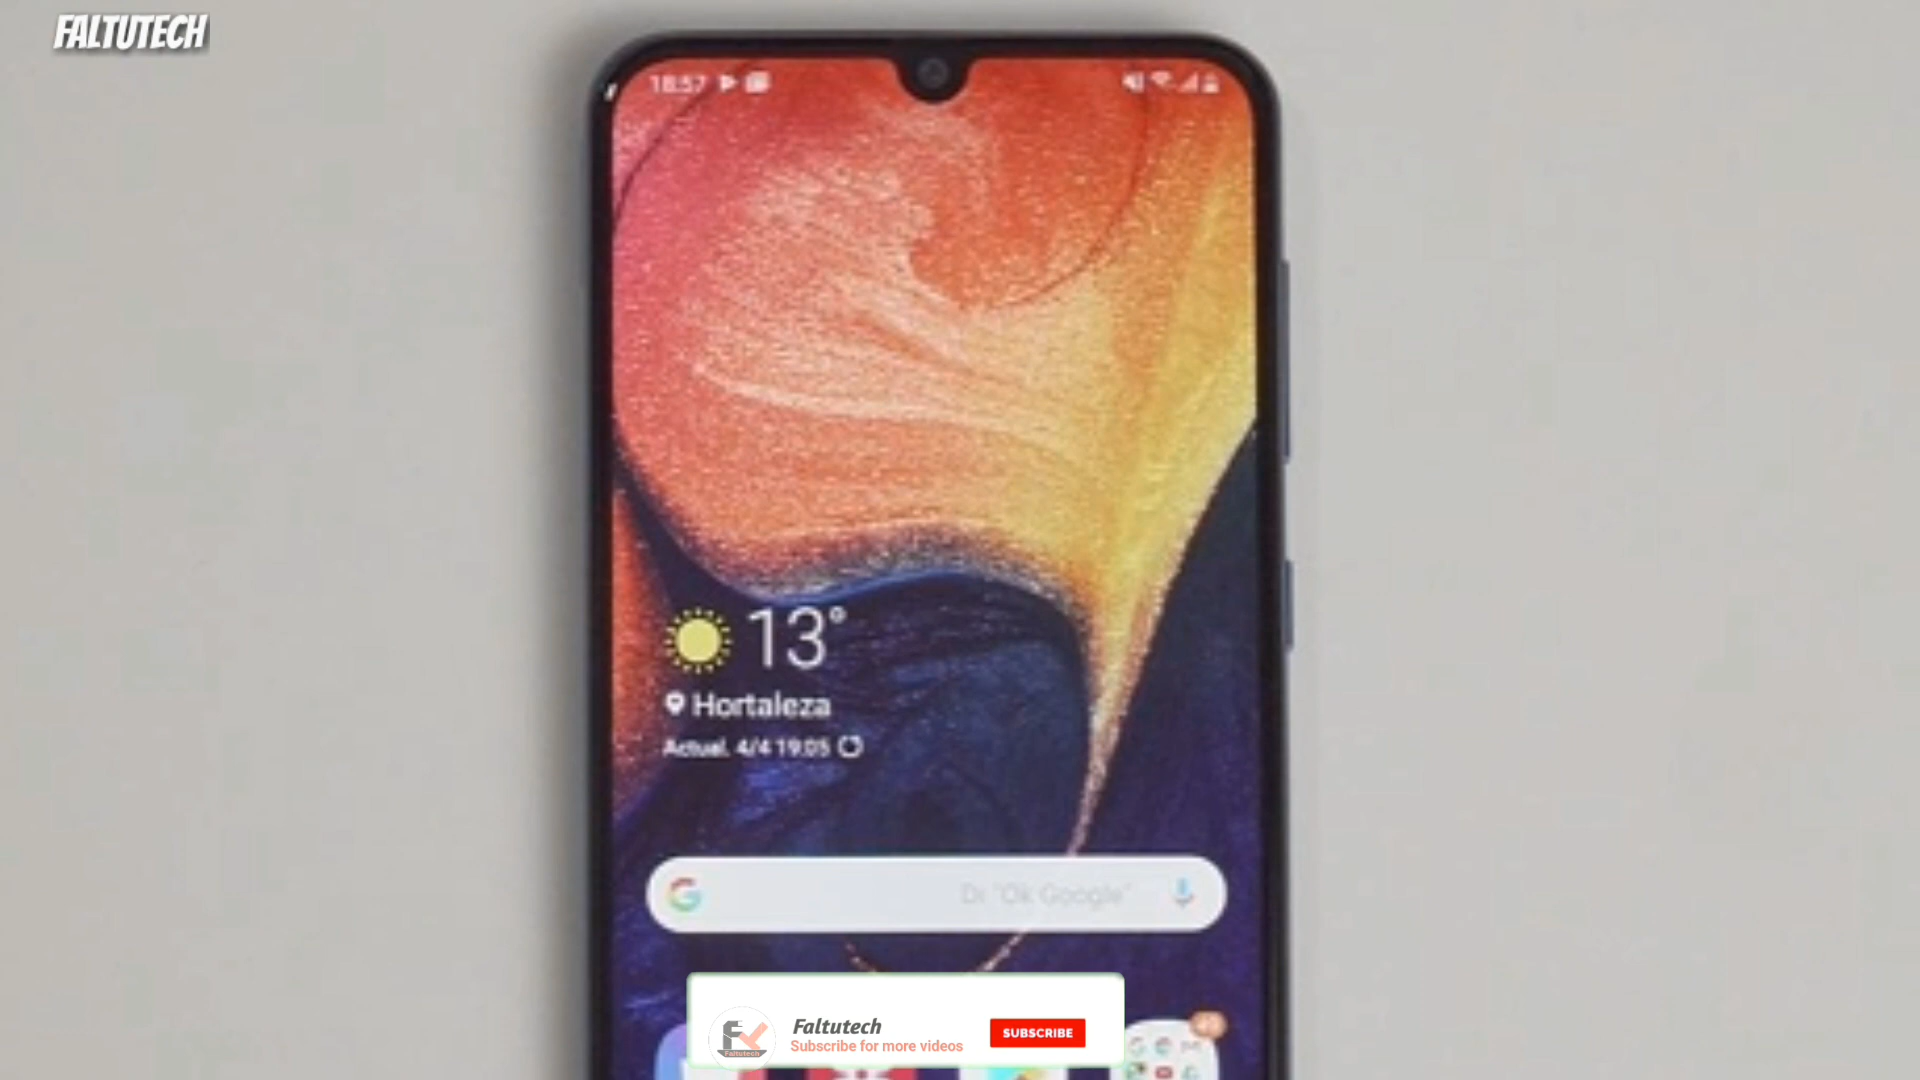 FALTUTECH
18:57
13°
Hortaleza
Actual. 4/4 19:05
Di "Ok Google"
Faltutech
Subscribe for more videos
SUBSCRIBE
Faltutech